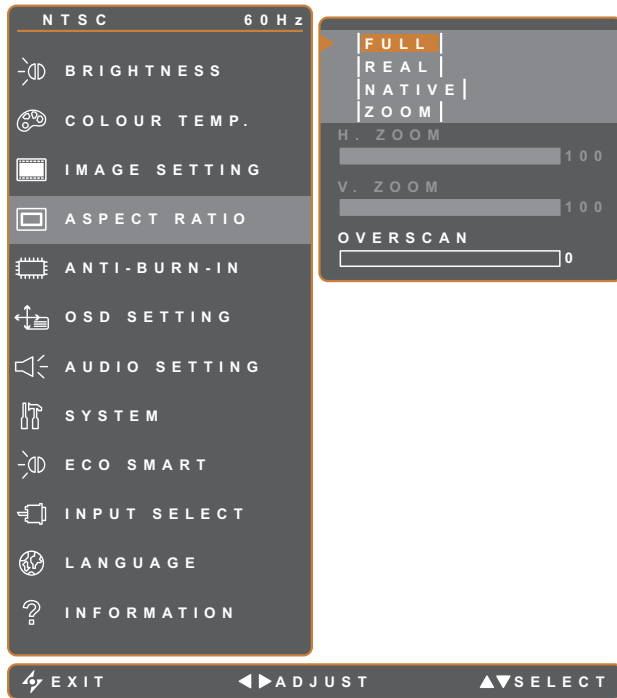 NTSC 60Hz
BRIGHTNESS
COLOUR TEMP.
IMAGE SETTING
ASPECT RATIO
ANTI-BURN-IN
OSD SETTING
AUDIO SETTING
SYSTEM
ECO SMART
INPUT SELECT
LANGUAGE
INFORMATION
FULL
REAL
NATIVE
ZOOM
H. ZOOM
100
V. ZOOM
100
OVERSCAN
0
EXIT ADJUST SELECT